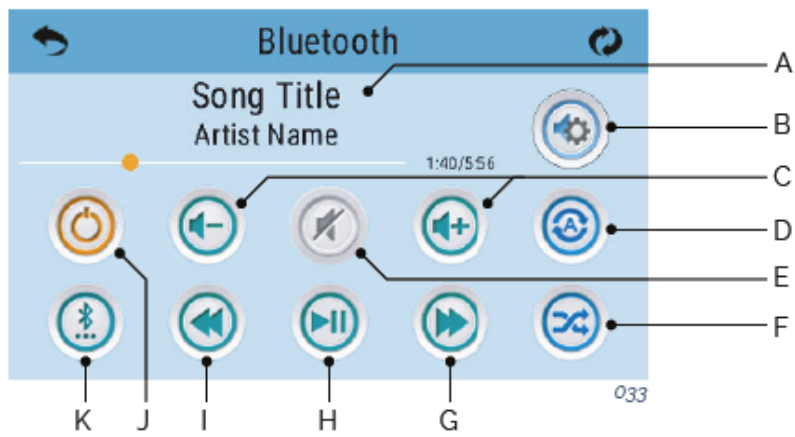 Bluetooth
Song Title
A
Artist Name
B
1:40/5:56
C
A
D
E
F
033
K
J
I
H
G